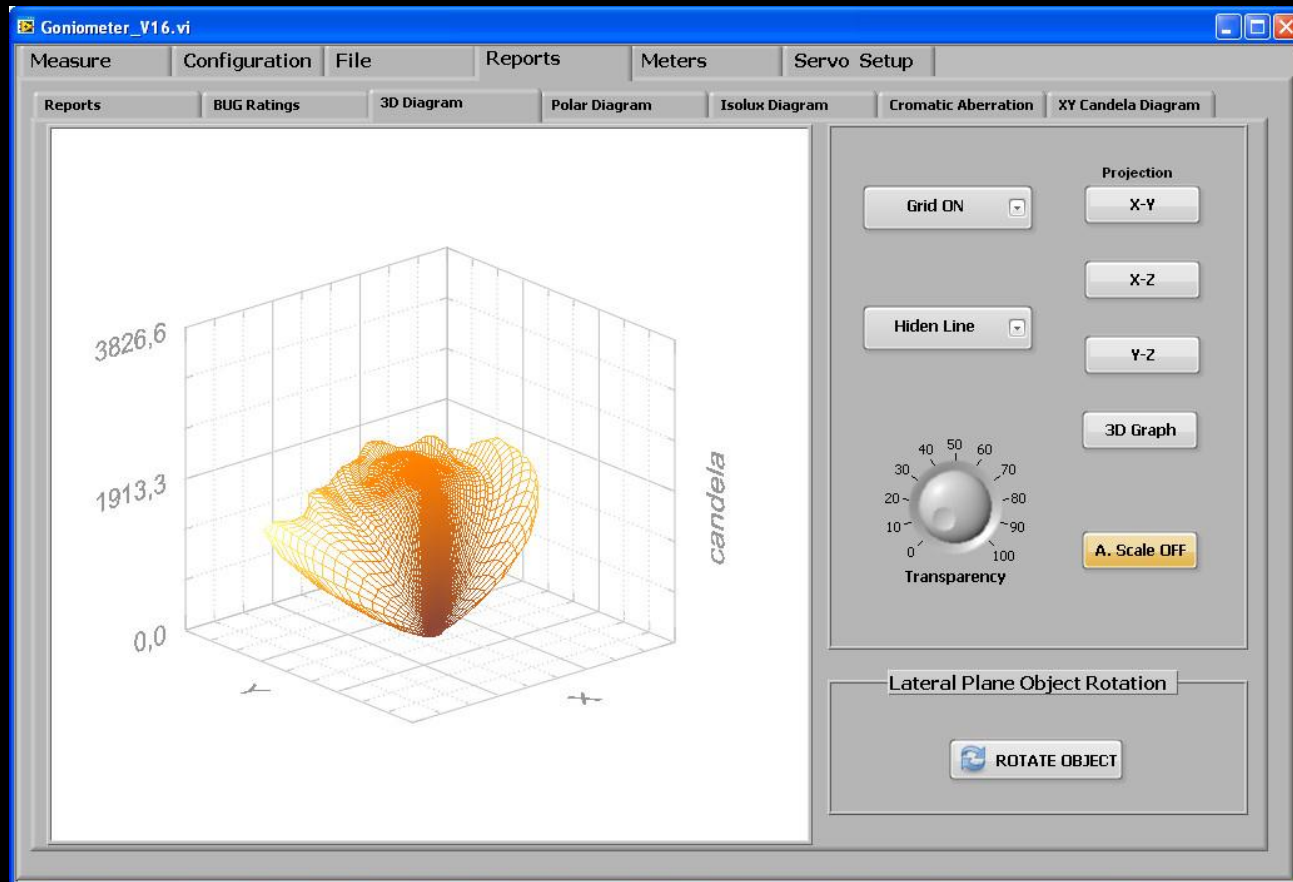 Goniometer_V16.vi
Measure Configuration File Reports Meters Servo Setup
Reports BUG Ratings 3D Diagram Polar Diagram Isolux Diagram Cromatic Aberration XY Candela Diagram
Projection
Grid ON
X-Y
X-Z
Hiden Line
Y-Z
3D Graph
3826,6
1913,3
0,0
candela
Y
X
0 10 20 30 40 50 60 70 80 90 100
Transparency
A. Scale OFF
Lateral Plane Object Rotation
ROTATE OBJECT